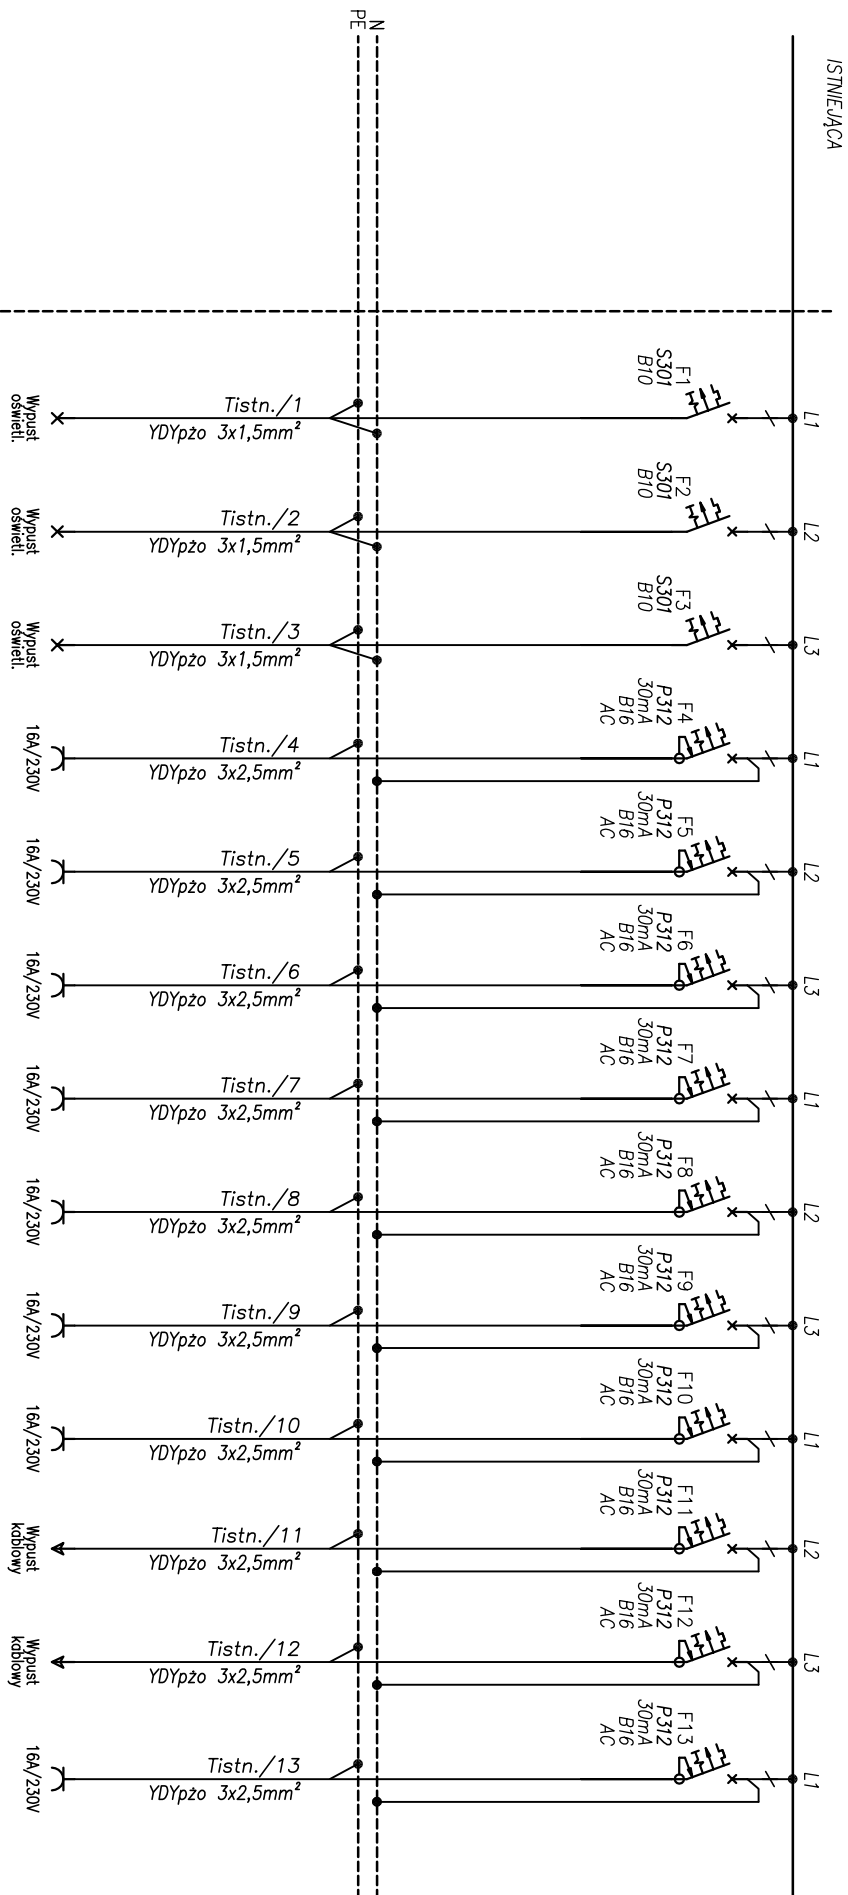 ISTNIEJĄCA
N
PE
L1
F1
S301
B10
Tistn./1
YDYpżo 3x1,5mm²
Wypust
oświetl.
L2
F2
S301
B10
Tistn./2
YDYpżo 3x1,5mm²
Wypust
oświetl.
L3
F3
S301
B10
Tistn./3
YDYpżo 3x1,5mm²
Wypust
oświetl.
L1
F4
P312
30mA
B16
AC
Tistn./4
YDYpżo 3x2,5mm²
16A/230V
L2
F5
P312
30mA
B16
AC
Tistn./5
YDYpżo 3x2,5mm²
16A/230V
L3
F6
P312
30mA
B16
AC
Tistn./6
YDYpżo 3x2,5mm²
16A/230V
L1
F7
P312
30mA
B16
AC
Tistn./7
YDYpżo 3x2,5mm²
16A/230V
L2
F8
P312
30mA
B16
AC
Tistn./8
YDYpżo 3x2,5mm²
16A/230V
L3
F9
P312
30mA
B16
AC
Tistn./9
YDYpżo 3x2,5mm²
16A/230V
L1
F10
P312
30mA
B16
AC
Tistn./10
YDYpżo 3x2,5mm²
16A/230V
L2
F11
P312
30mA
B16
AC
Tistn./11
YDYpżo 3x2,5mm²
Wypust
kablowy
L3
F12
P312
30mA
B16
AC
Tistn./12
YDYpżo 3x2,5mm²
Wypust
kablowy
L1
F13
P312
30mA
B16
AC
Tistn./13
YDYpżo 3x2,5mm²
16A/230V